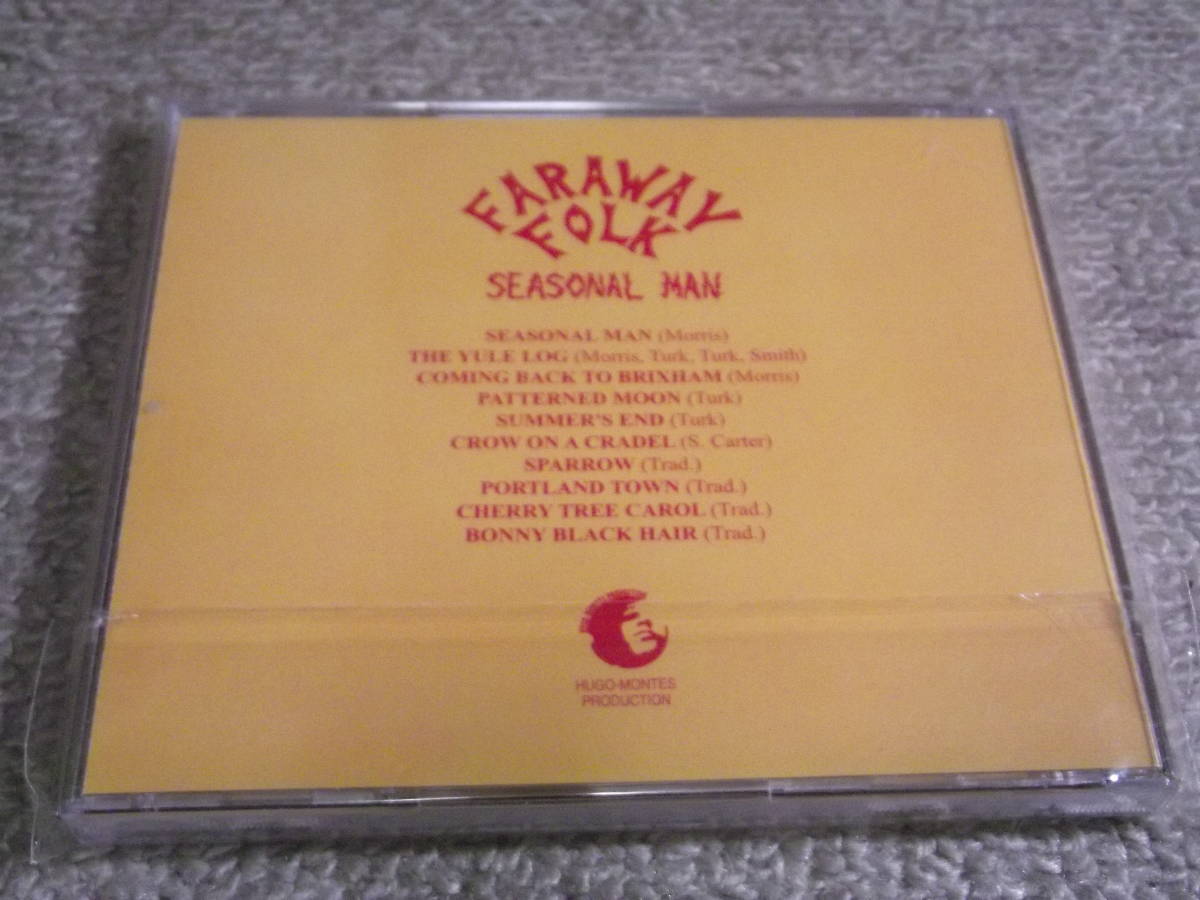 FARAWAY
FOLK
SEASONAL MAN
SEASONAL MAN (Morris)
THE YULE LOG (Morris, Turk, Turk, Smith)
COMING BACK TO BRIXHAM (Morris)
PATTERNED MOON (Turk)
SUMMER'S END (Turk)
CROW ON A CRADEL (S. Carter)
SPARROW (Trad.)
PORTLAND TOWN (Trad.)
CHERRY TREE CAROL (Trad.)
BONNY BLACK HAIR (Trad.)
HUGO-MONTES
PRODUCTION